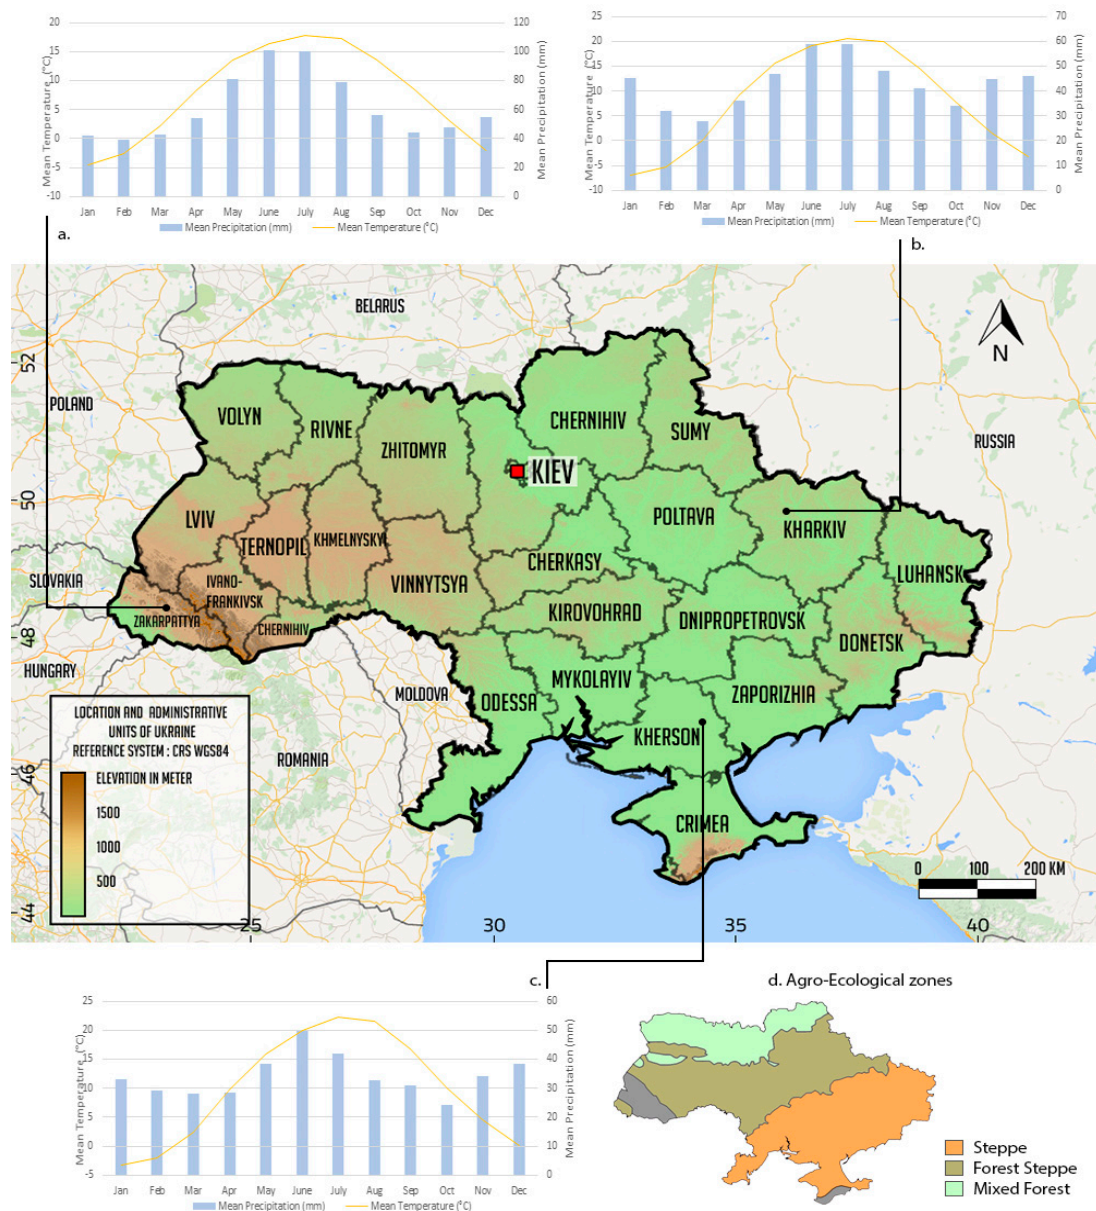 20
15
10
5
0
-5
-10
Mean Temperature (°C)
120
100
80
60
40
20
0
Mean Precipitation (mm)
Jan Feb Mar Apr May June July Aug Sep Oct Nov Dec
Mean Precipitation (mm) Mean Temperature (°C)
a.
25
20
15
10
5
0
-5
-10
Mean Temperature (°C)
70
60
50
40
30
20
10
0
Mean Precipitation (mm)
Jan Feb Mar Apr May June July Aug Sep Oct Nov Dec
Mean Precipitation (mm) Mean Temperature (°C)
b.
BELARUS
N
52
POLAND
VOLYN
RIVNE
ZHITOMYR
CHERNIHIV
SUMY
RUSSIA
KIEV
50
LVIV
TERNOPIL
KHMELNYSKY
POLTAVA
KHARKIV
VINNYTSYA
CHERKASY
LUHANSK
SLOVAKIA
IVANO-
FRANKIVSK
ZAKARPATTYA
CHERNIHIV
KIROVOHRAD
DNIPROPETROVSK
DONETSK
48
HUNGARY
MOLDOVA
ODESSA
MYKOLAYIV
ZAPORIZHIA
KHERSON
ROMANIA
46
CRIMEA
LOCATION AND ADMINISTRATIVE
UNITS OF UKRAINE
REFERENCE SYSTEM : CRS WGS84
ELEVATION IN METER
1500
1000
500
0 100 200 KM
44
25 30 35 40
c.
25
20
15
10
5
0
-5
Mean Temperature (°C)
60
50
40
30
20
10
0
Mean Precipitation (mm)
Jan Feb Mar Apr May June July Aug Sep Oct Nov Dec
Mean Precipitation (mm) Mean Temperature (°C)
d. Agro-Ecological zones
Steppe
Forest Steppe
Mixed Forest